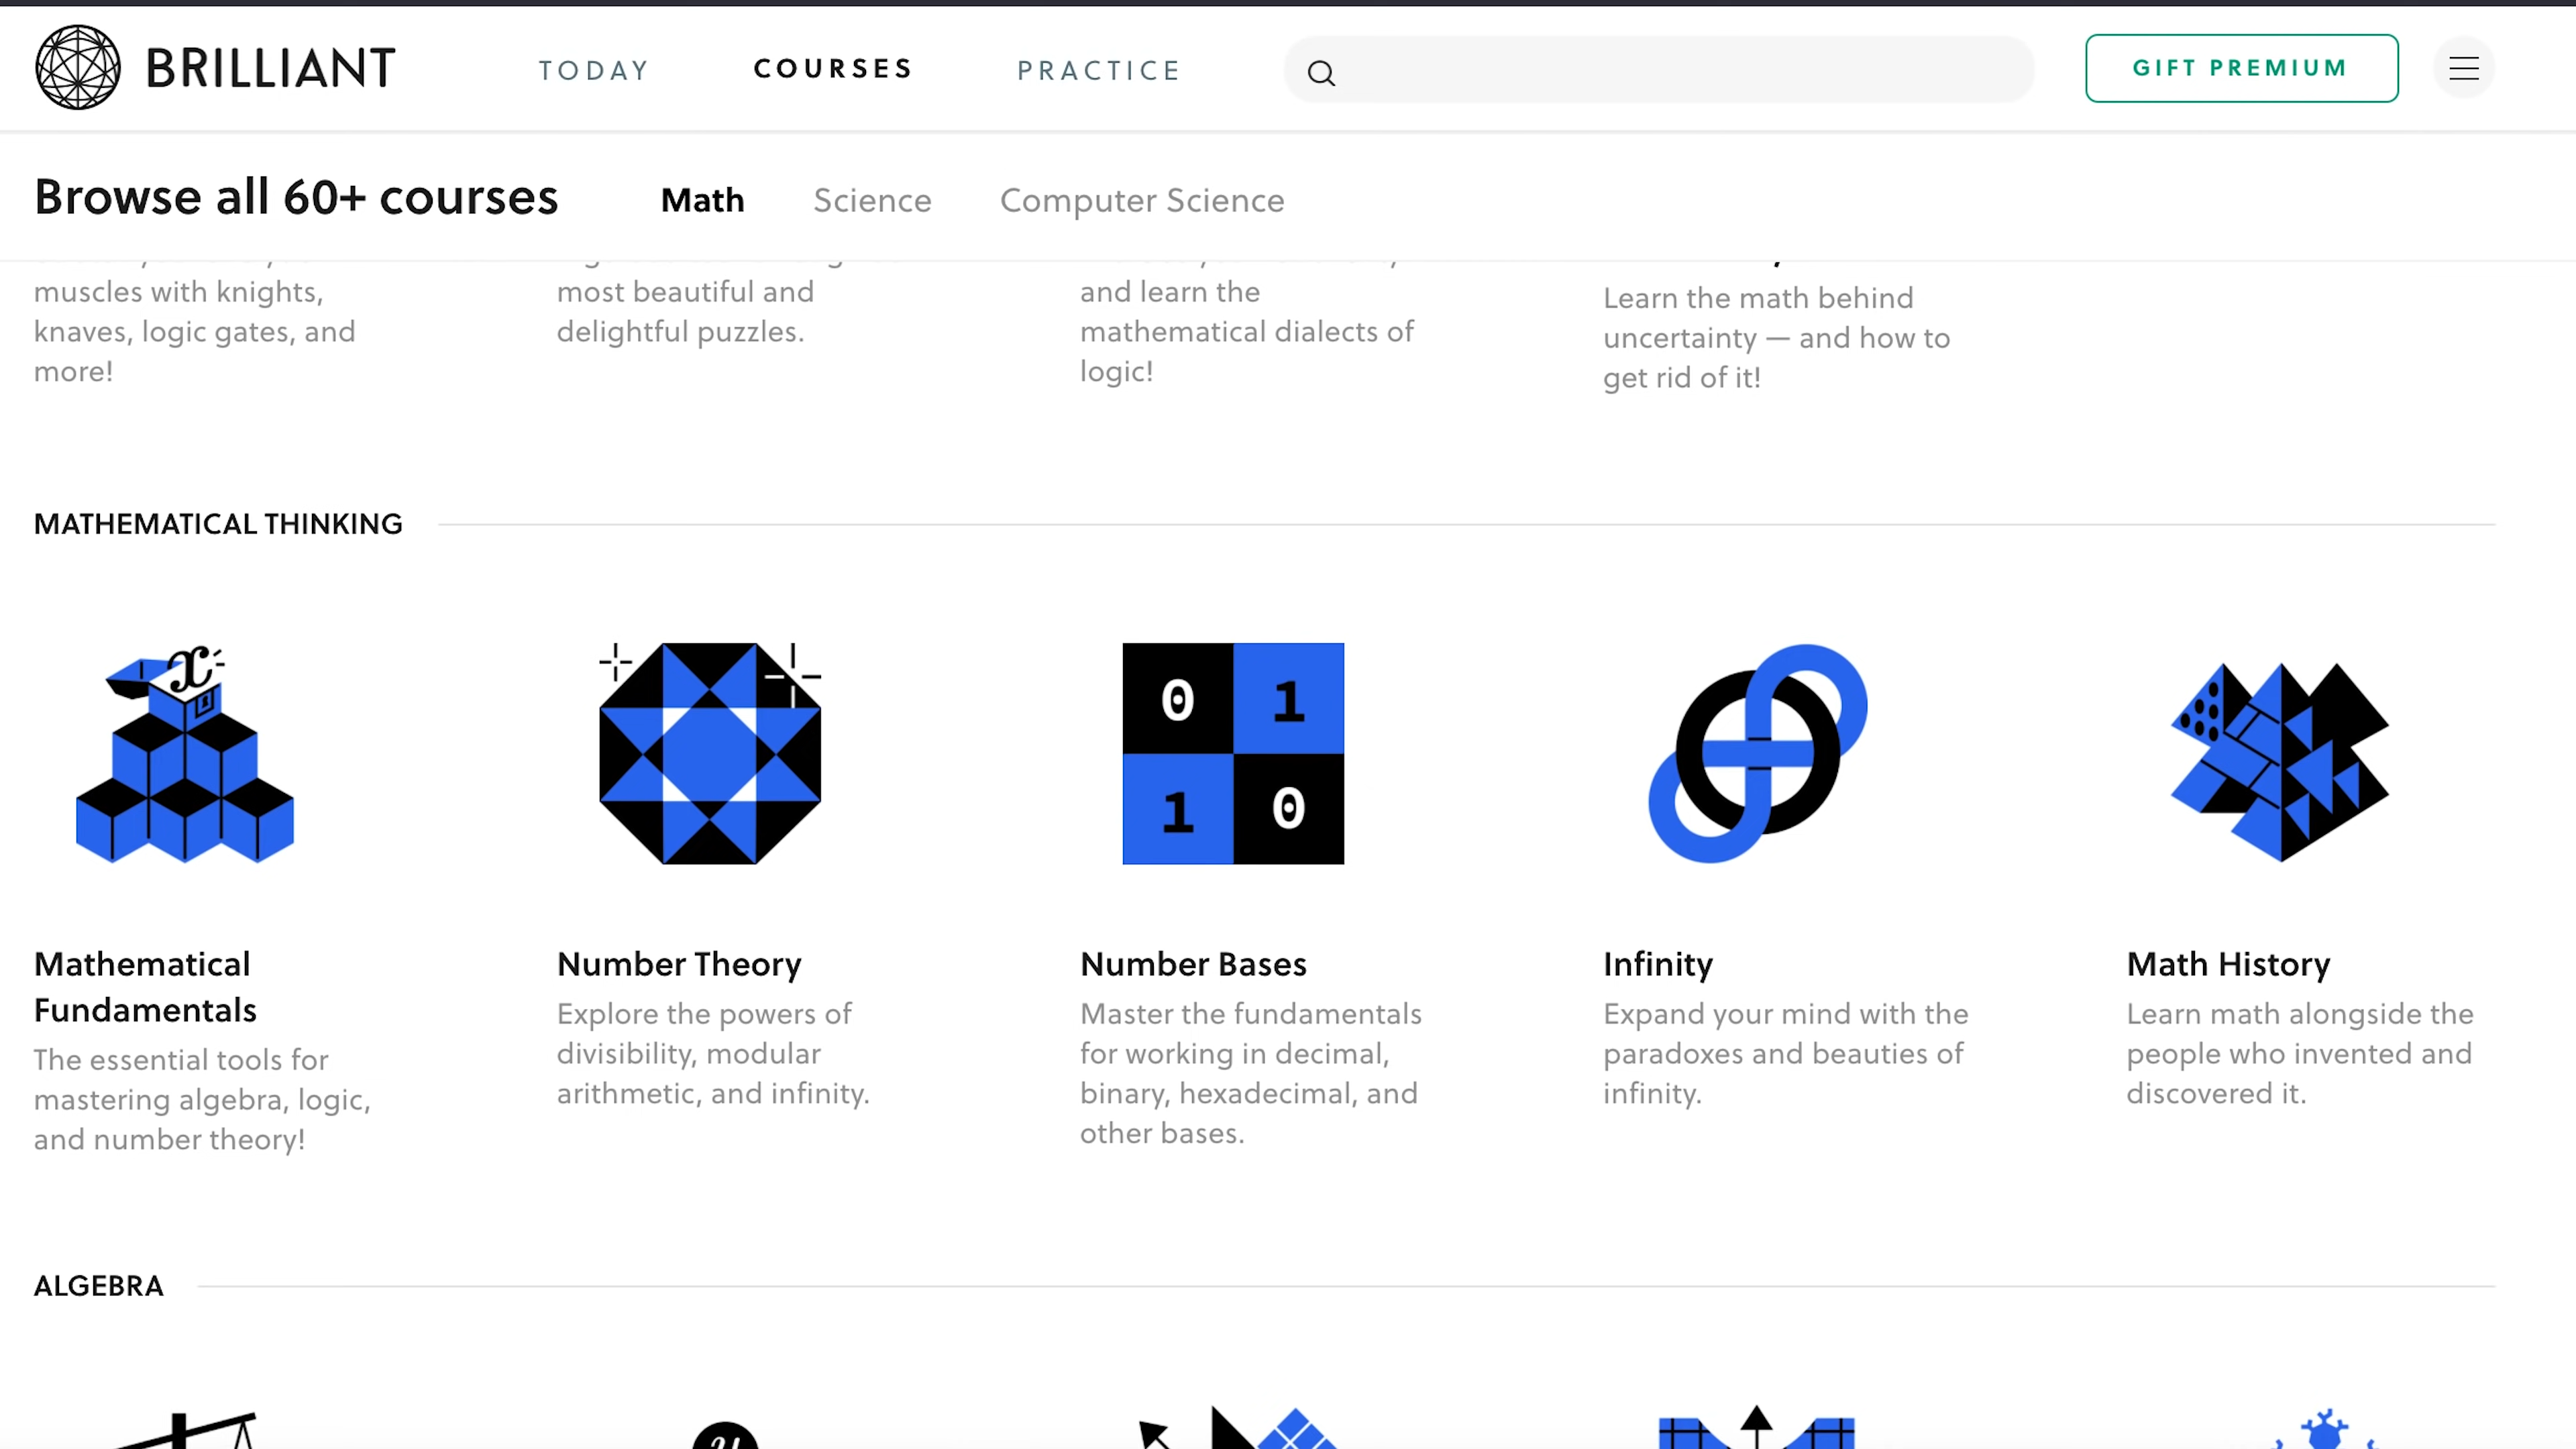 BRILLIANT
TODAY
COURSES
PRACTICE
GIFT PREMIUM
Browse all 60+ courses
Math
Science
Computer Science
muscles with knights,
knaves, logic gates, and
more!
most beautiful and
delightful puzzles.
and learn the
mathematical dialects of
logic!
Learn the math behind
uncertainty — and how to
get rid of it!
MATHEMATICAL THINKING
x
0 1
1 0
Mathematical
Fundamentals
The essential tools for
mastering algebra, logic,
and number theory!
Number Theory
Explore the powers of
divisibility, modular
arithmetic, and infinity.
Number Bases
Master the fundamentals
for working in decimal,
binary, hexadecimal, and
other bases.
Infinity
Expand your mind with the
paradoxes and beauties of
infinity.
Math History
Learn math alongside the
people who invented and
discovered it.
ALGEBRA